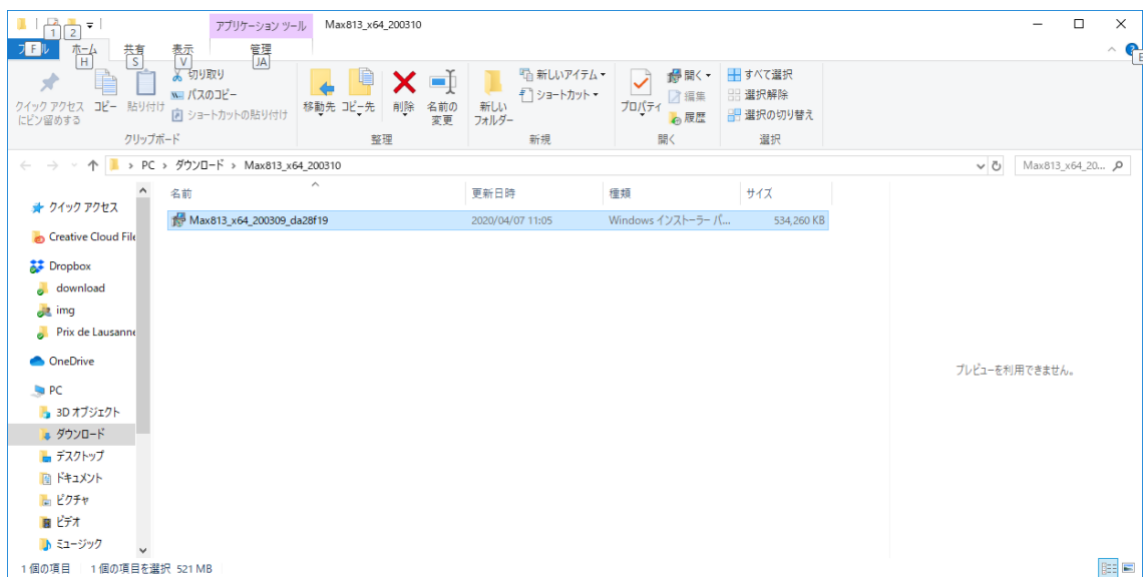 アプリケーション ツール
Max813_x64_200310
1
2
ホーム
共有
表示
管理
F
H
S
V
JA
クイック アクセス
にピン留めする
コピー
貼り付け
切り取り
パスのコピー
ショートカットの貼り付け
クリップボード
移動先
コピー先
削除
名前の
変更
整理
新しい
フォルダー
新しいアイテム
ショートカット
新規
プロパティ
開く
編集
履歴
開く
すべて選択
選択解除
選択の切り替え
選択
PC › ダウンロード › Max813_x64_200310
Max813_x64_20...
名前
更新日時
種類
サイズ
Max813_x64_200309_da28f19
2020/04/07 11:05
Windows インストーラー パ...
534,260 KB
クイック アクセス
Creative Cloud File
Dropbox
download
img
Prix de Lausanne
OneDrive
PC
3D オブジェクト
ダウンロード
デスクトップ
ドキュメント
ピクチャ
ビデオ
ミュージック
プレビューを利用できません。
1 個の項目
1 個の項目を選択 521 MB